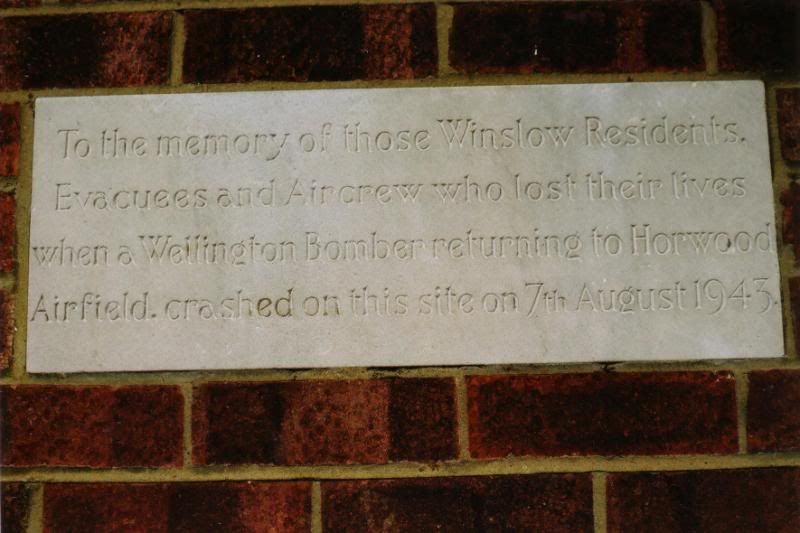 To the memory of those Winslow Residents.
Evacuees and Aircrew who lost their lives
when a Wellington Bomber returning to Horwood
Airfield. crashed on this site on 7th August 1943.